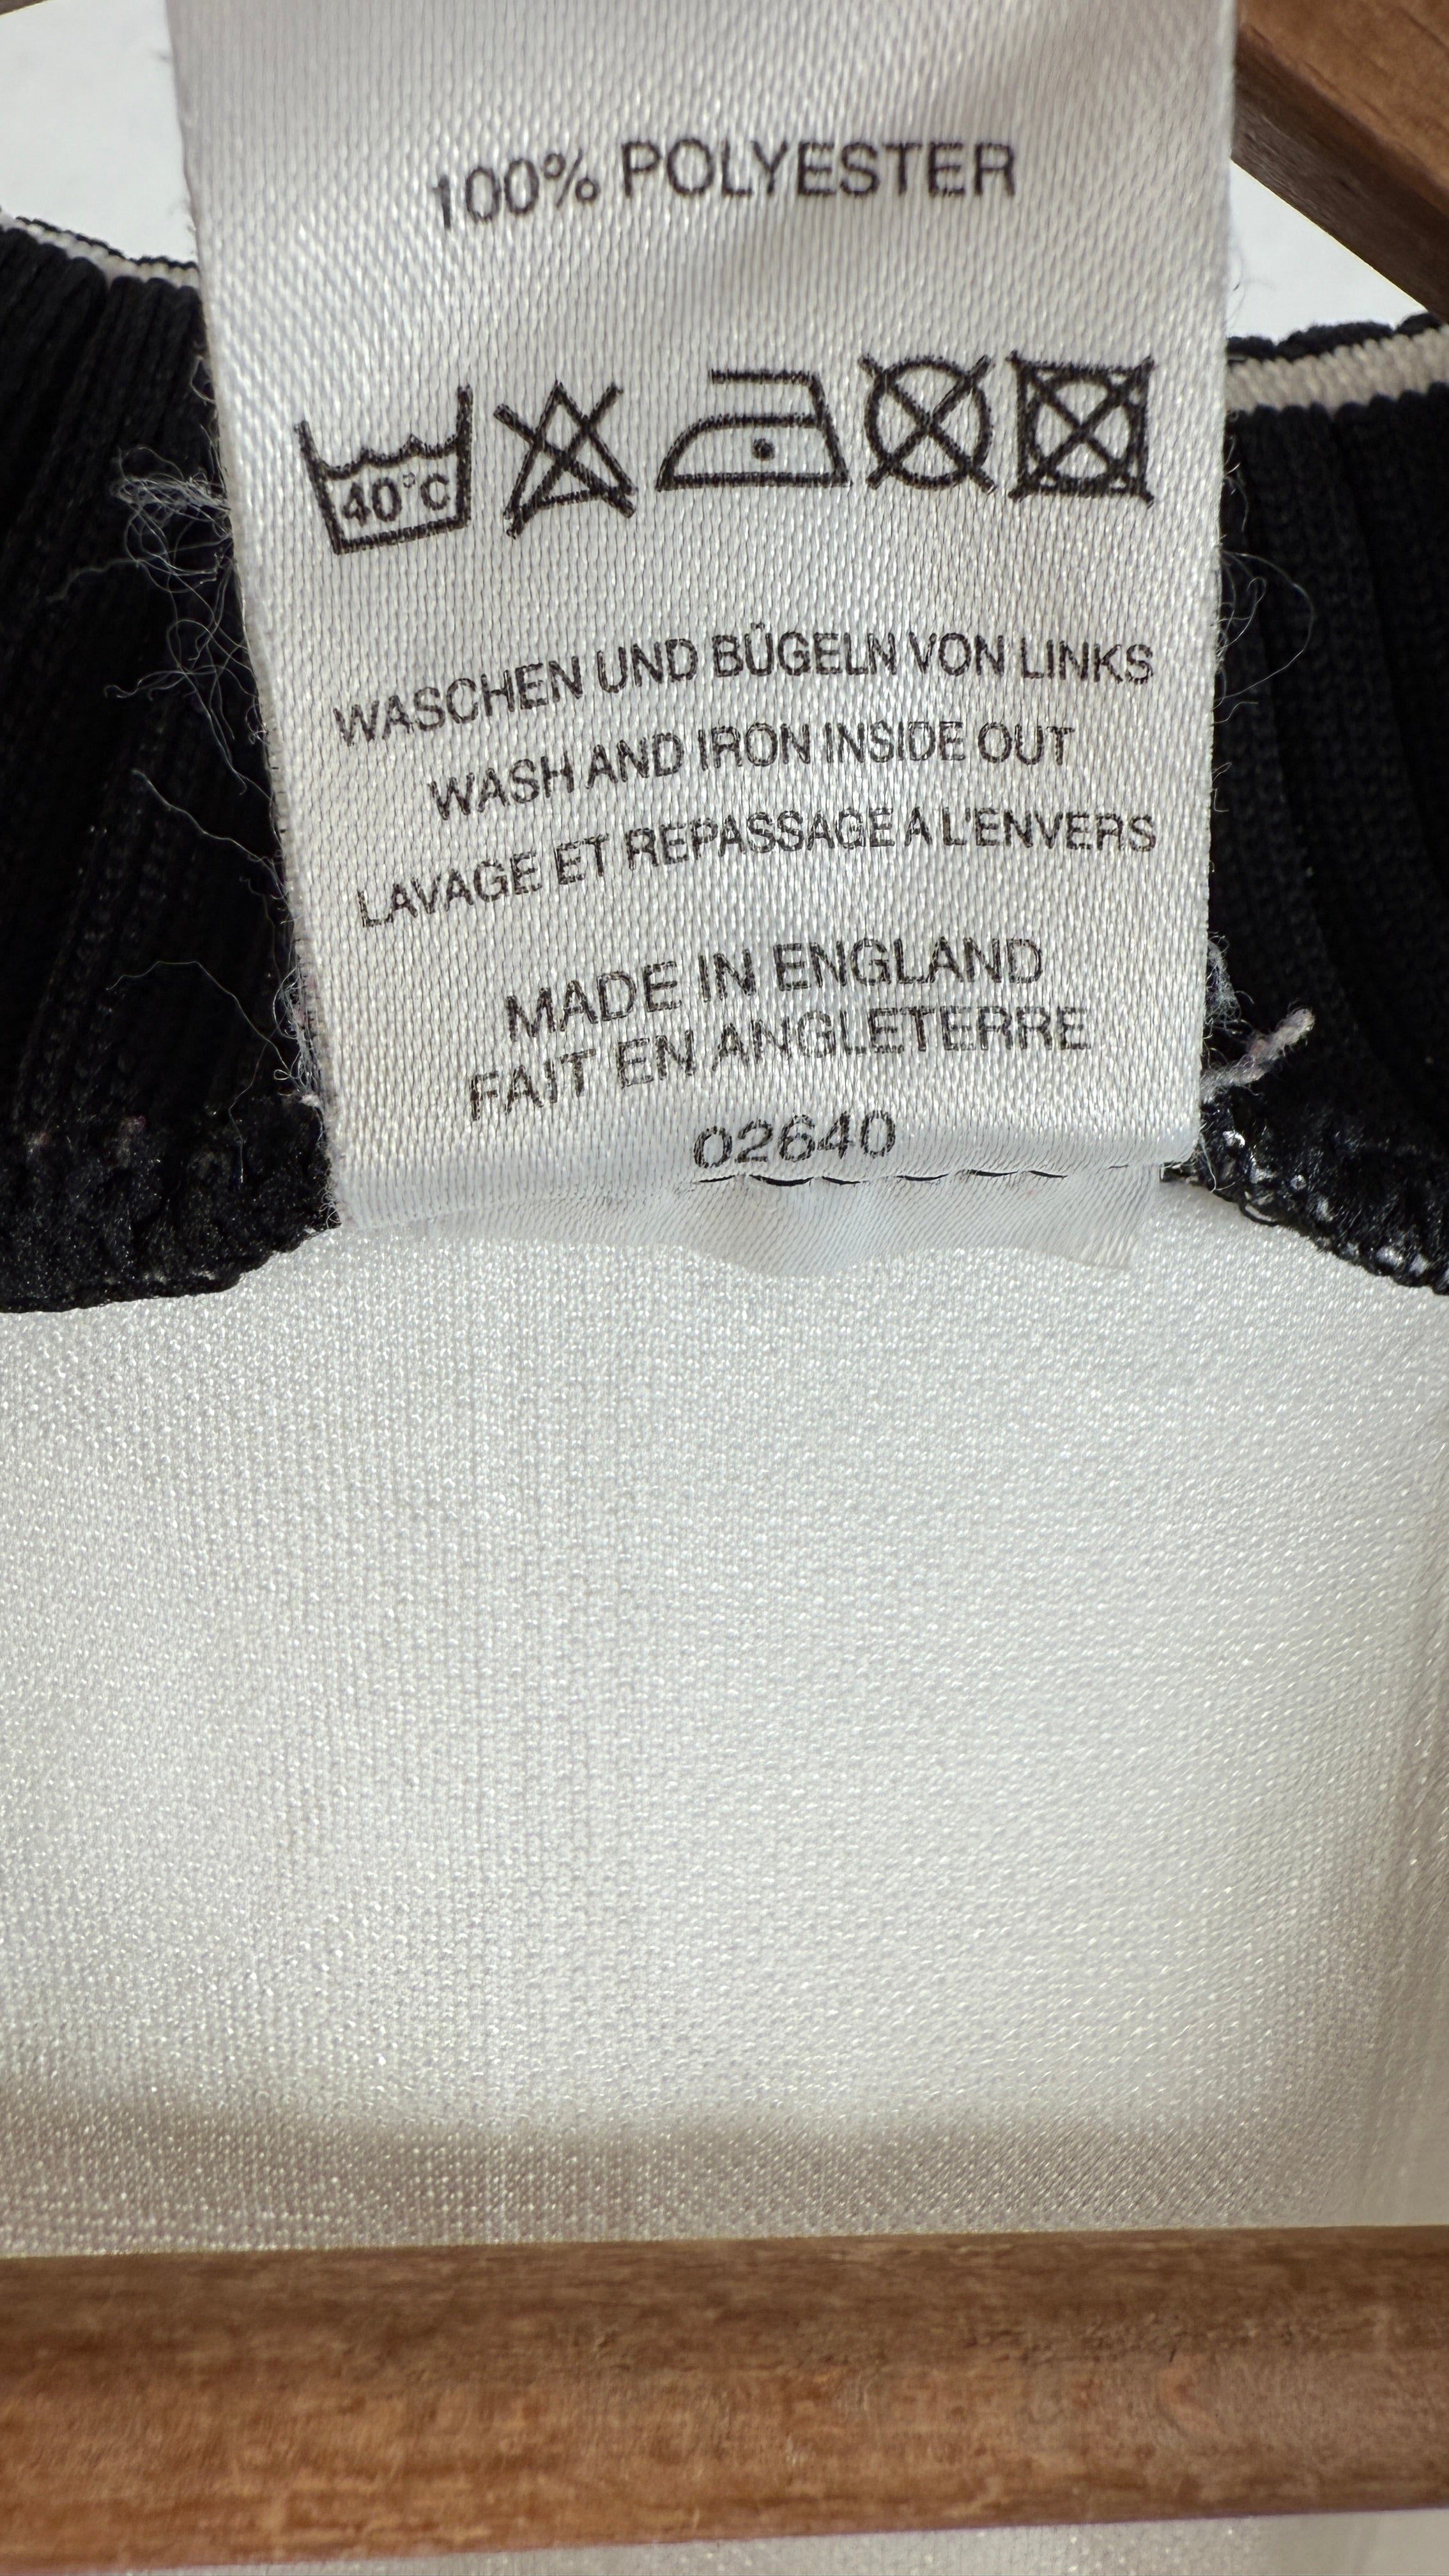 100% POLYESTER
40°C
WASCHEN UND BÜGELN VON LINKS
WASH AND IRON INSIDE OUT
LAVAGE ET REPASSAGE A L'ENVERS
MADE IN ENGLAND
FAIT EN ANGLETERRE
02640